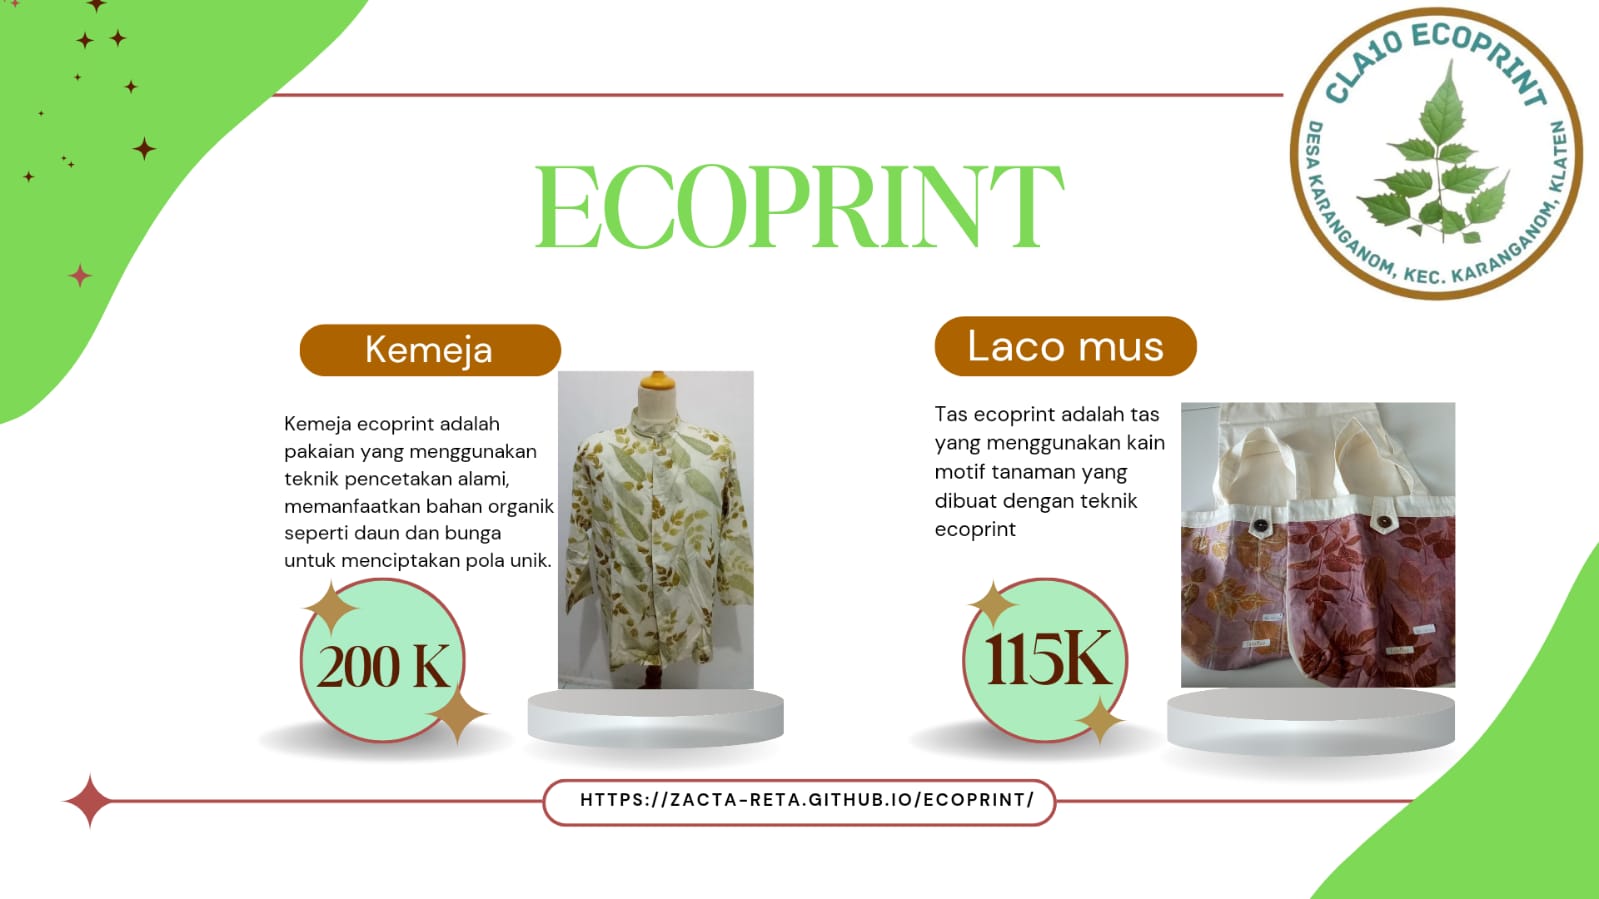 CLA10 ECOPRINT
DESA KARANGANOM, KEC. KARANGANOM, KLATEN
ECOPRINT
Kemeja
Kemeja ecoprint adalah
pakaian yang menggunakan
teknik pencetakan alami,
memanfaatkan bahan organik
seperti daun dan bunga
untuk menciptakan pola unik.
200 K
Laco mus
Tas ecoprint adalah tas
yang menggunakan kain
motif tanaman yang
dibuat dengan teknik
ecoprint
115K
HTTPS://ZACTA-RETA.GITHUB.IO/ECOPRINT/